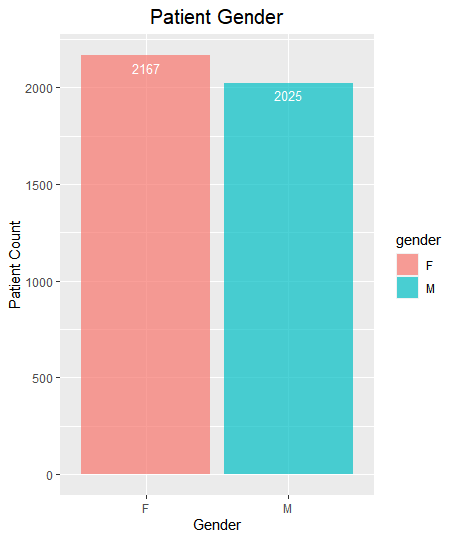 Patient Gender
2167
2025
2000
1500
1000
500
0
Patient Count
F
M
Gender
gender
F
M